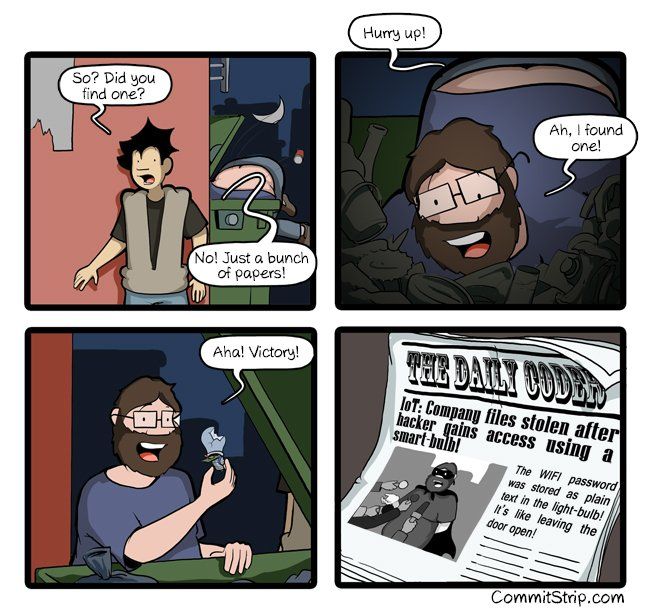 So? Did you
find one?
No! Just a bunch
of papers!
Hurry up!
Ah, I found
one!
Aha! Victory!
THE DAILY CODER
IoT: Company files stolen after
hacker gains access using a
smart-bulb!
The WIFI password
was stored as plain
text in the light-bulb!
It's like leaving the
door open!
CommitStrip.com